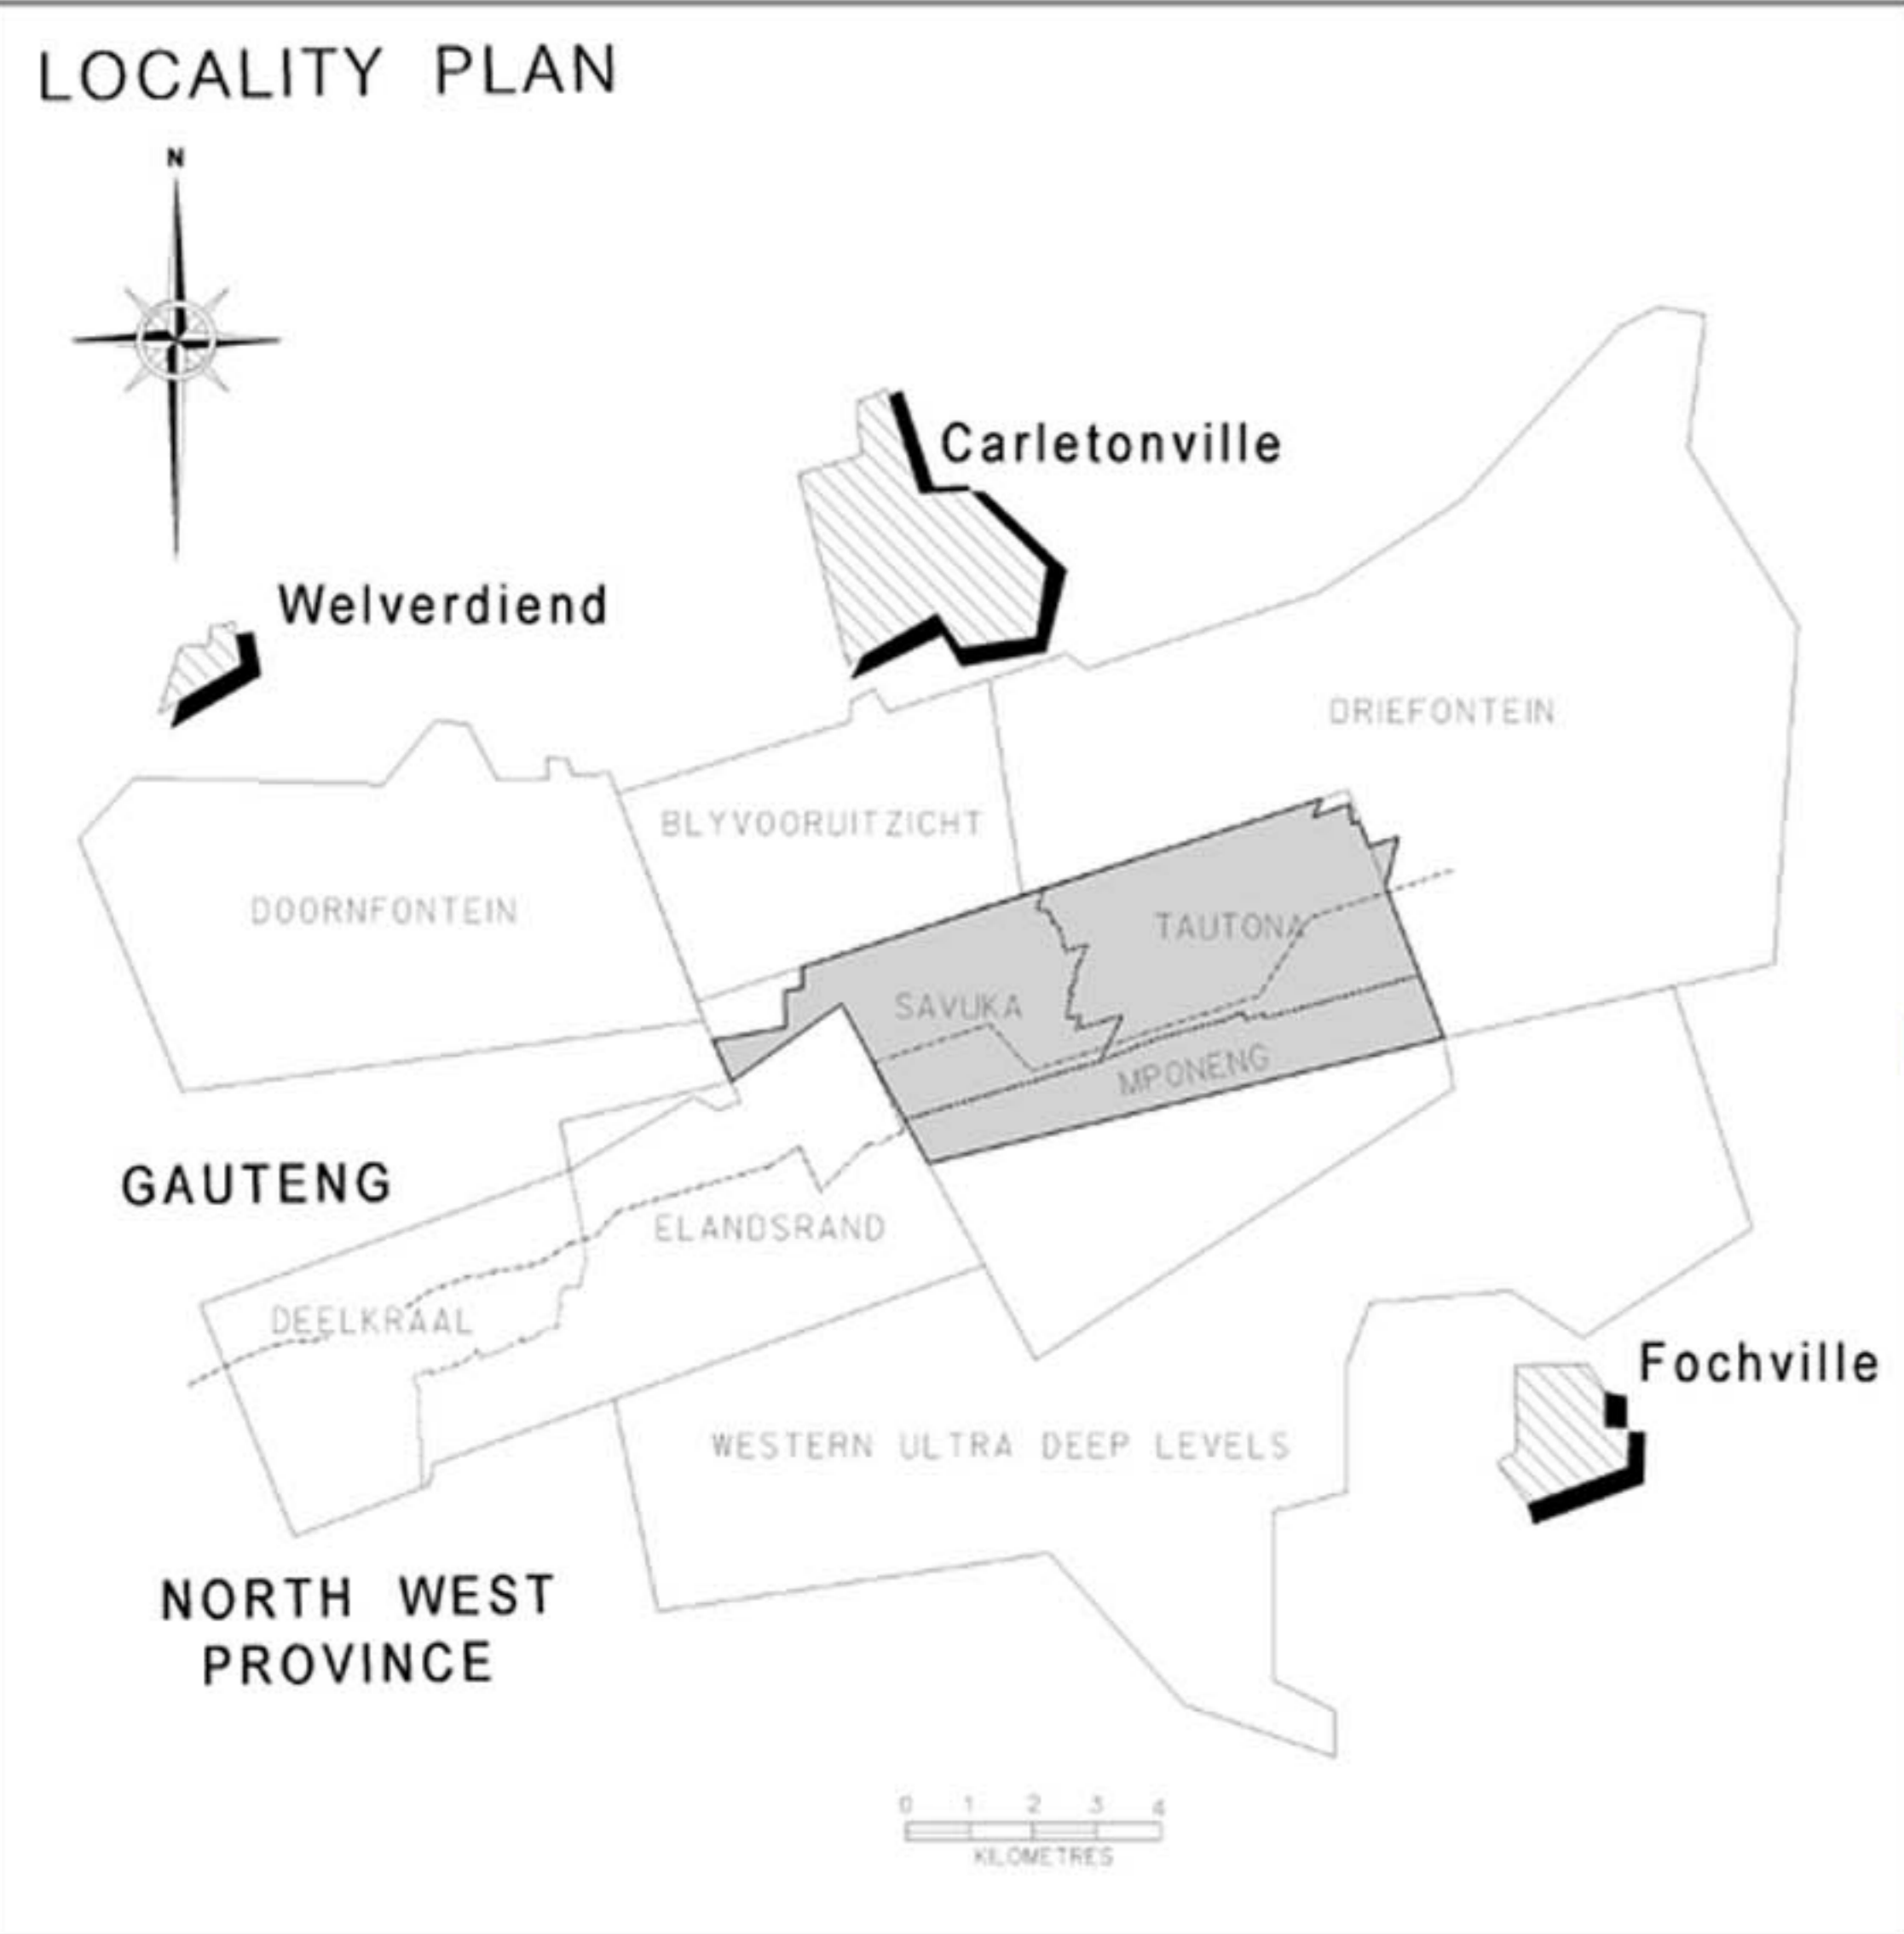 LOCALITY PLAN
N
Carletonville
Welverdiend
DRIEFONTEIN
BLYVOORUITZICHT
DOORNFONTEIN
TAUTONA
SAVUKA
MPONENG
GAUTENG
ELANDSRAND
DEELKRAAL
Fochville
WESTERN ULTRA DEEP LEVELS
NORTH WEST
PROVINCE
0 1 2 3 4
KILOMETRES